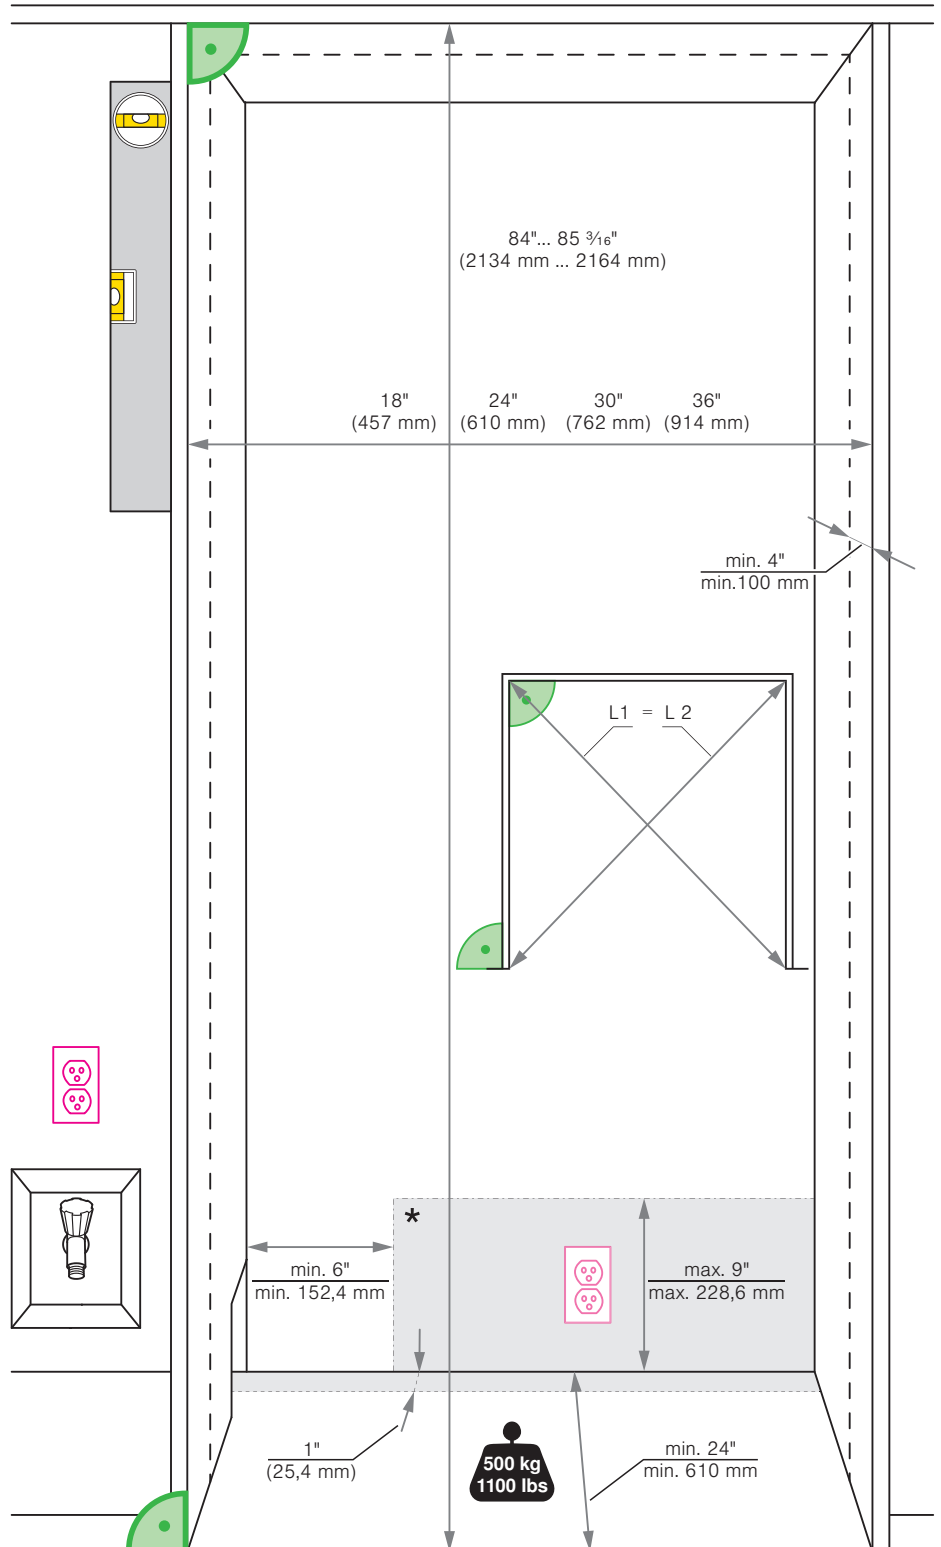 84"... 85 ³⁄₁₆"
(2134 mm ... 2164 mm)
18" 24" 30" 36"
(457 mm) (610 mm) (762 mm) (914 mm)
min. 4"
min.100 mm
L1 = L 2
*
min. 6"
min. 152,4 mm
max. 9"
max. 228,6 mm
1"
(25,4 mm)
500 kg
1100 lbs
min. 24"
min. 610 mm